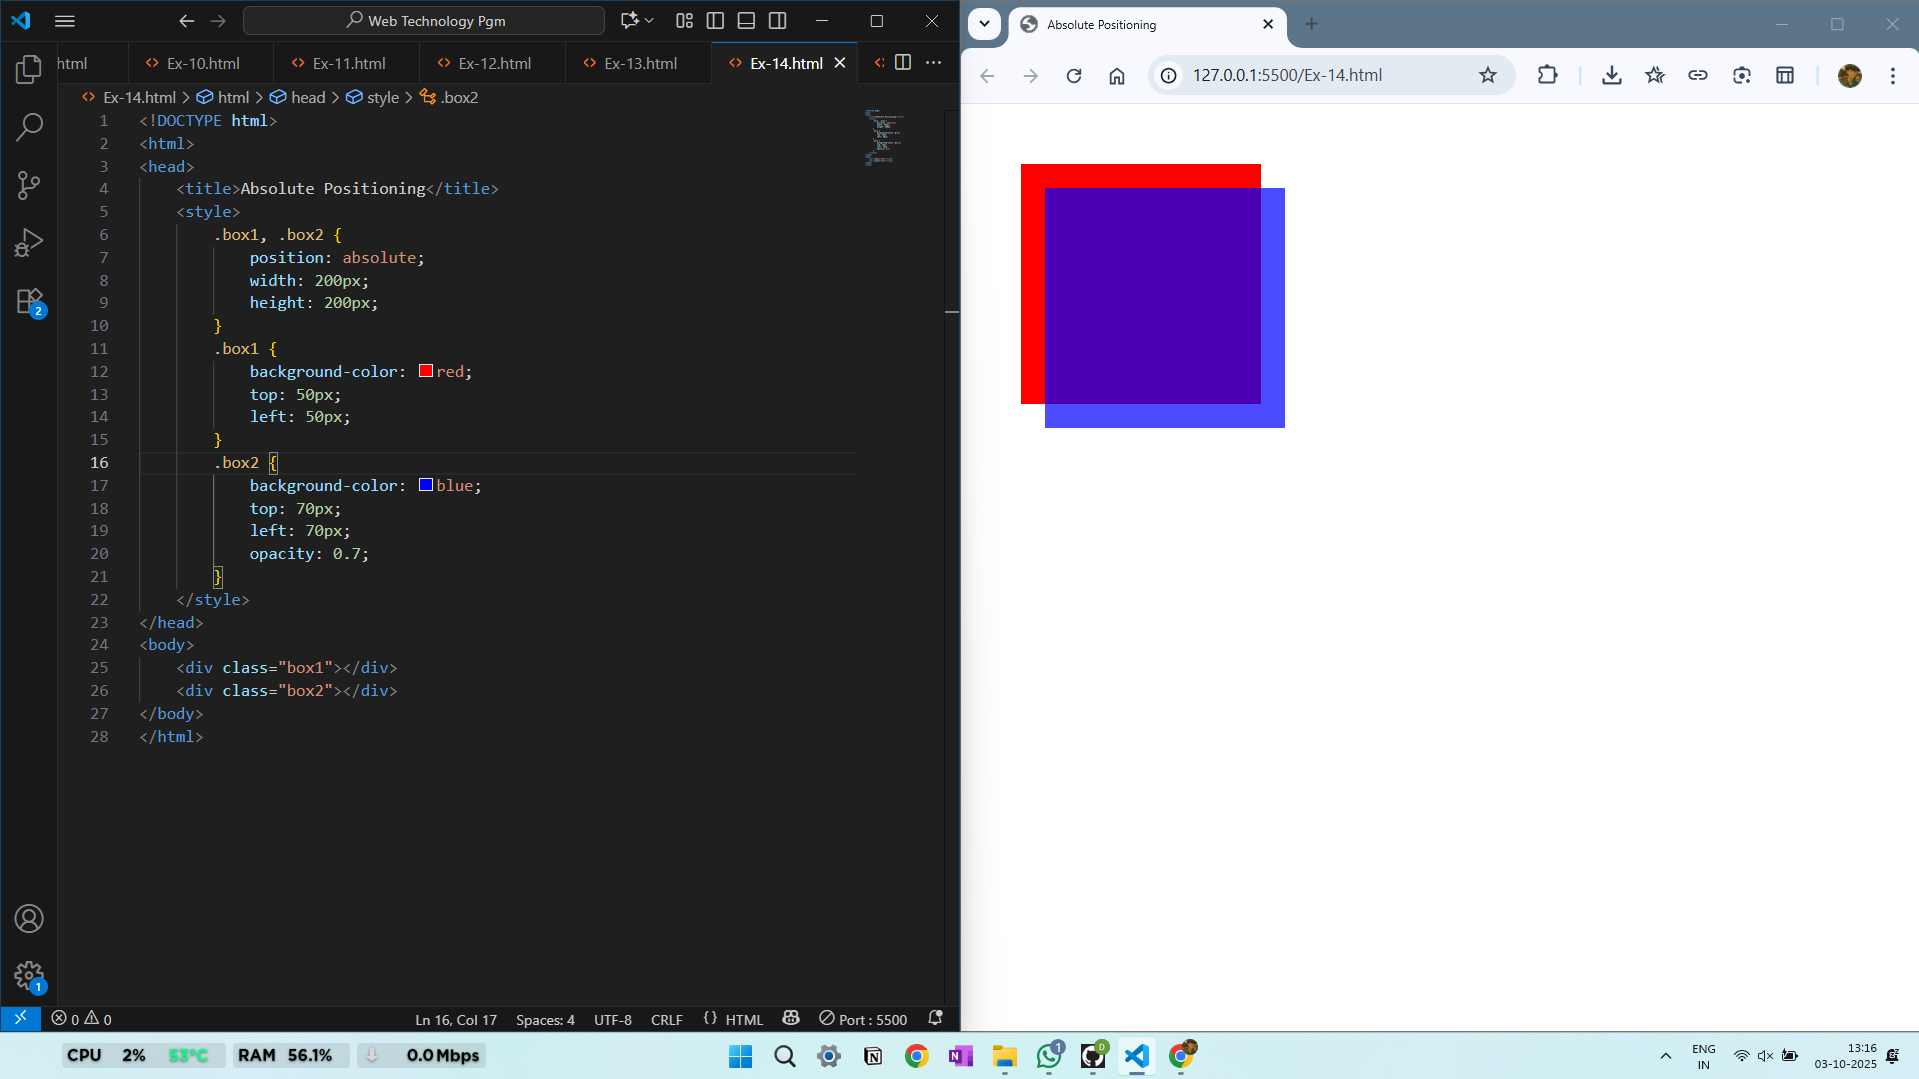 Web Technology Pgm
html
Ex-10.html
Ex-11.html
Ex-12.html
Ex-13.html
Ex-14.html
Ex-14.html > html > head > style > .box2
1 <!DOCTYPE html>
2 <html>
3 <head>
4 <title>Absolute Positioning</title>
5 <style>
6 .box1, .box2 {
7 position: absolute;
8 width: 200px;
9 height: 200px;
10 }
11 .box1 {
12 background-color: red;
13 top: 50px;
14 left: 50px;
15 }
16 .box2 {
17 background-color: blue;
18 top: 70px;
19 left: 70px;
20 opacity: 0.7;
21 }
22 </style>
23 </head>
24 <body>
25 <div class="box1"></div>
26 <div class="box2"></div>
27 </body>
28 </html>
2
1
0 0
Ln 16, Col 17
Spaces: 4
UTF-8
CRLF
{} HTML
Port : 5500
Absolute Positioning
127.0.0.1:5500/Ex-14.html
CPU 2% 53°C
RAM 56.1%
0.0 Mbps
1
D
ENG
IN
13:16
03-10-2025